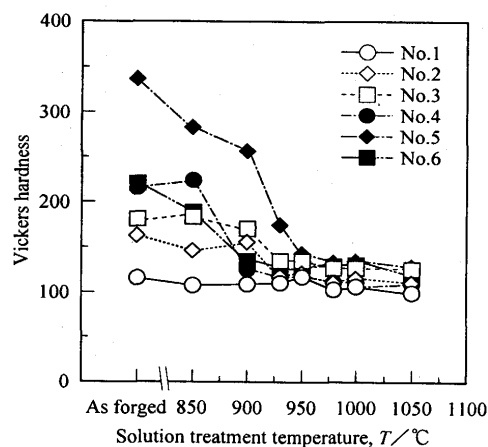 400
300
200
100
0
Vickers hardness
No.1
No.2
No.3
No.4
No.5
No.6
As forged 850 900 950 1000 1050 1100
Solution treatment temperature, T/°C